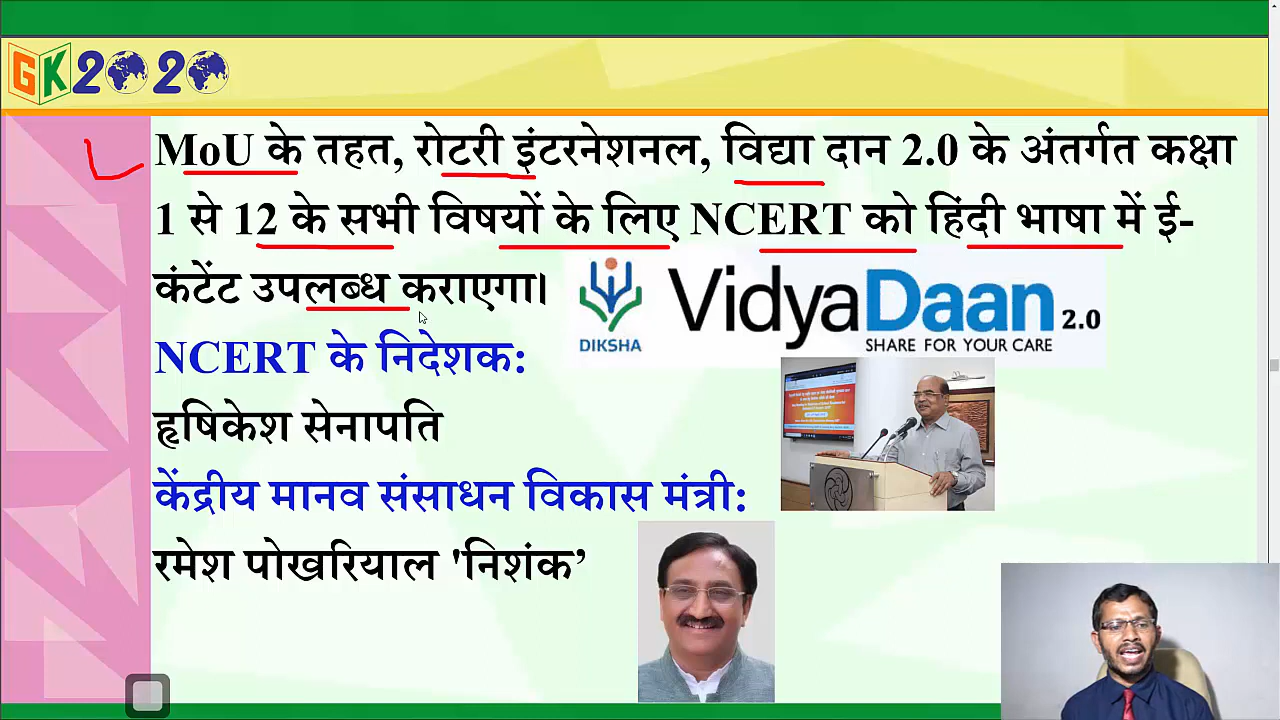 GK2020
MoU के तहत, रोटरी इंटरनेशनल, विद्या दान 2.0 के अंतर्गत कक्षा
1 से 12 के सभी विषयों के लिए NCERT को हिंदी भाषा में ई-
कंटेंट उपलब्ध कराएगा।
DIKSHA
VidyaDaan 2.0
SHARE FOR YOUR CARE
NCERT के निदेशक:
हृषिकेश सेनापति
केंद्रीय मानव संसाधन विकास मंत्री:
रमेश पोखरियाल 'निशंक’